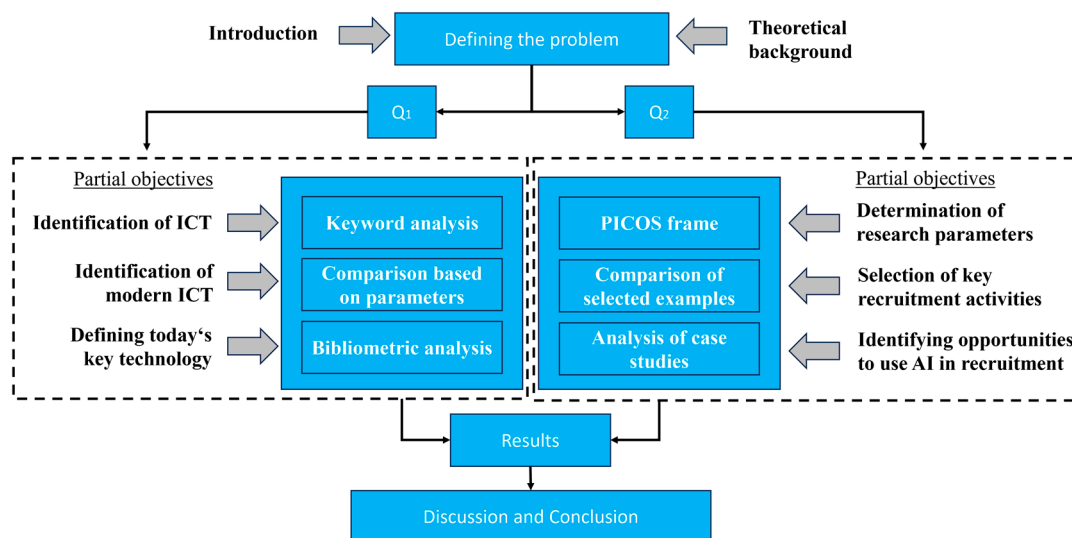 Introduction
Defining the problem
Theoretical
background
Q1
Q2
Partial objectives
Identification of ICT
Identification of
modern ICT
Defining today‘s
key technology
Keyword analysis
Comparison based
on parameters
Bibliometric analysis
PICOS frame
Comparison of
selected examples
Analysis of case
studies
Partial objectives
Determination of
research parameters
Selection of key
recruitment activities
Identifying opportunities
to use AI in recruitment
Results
Discussion and Conclusion